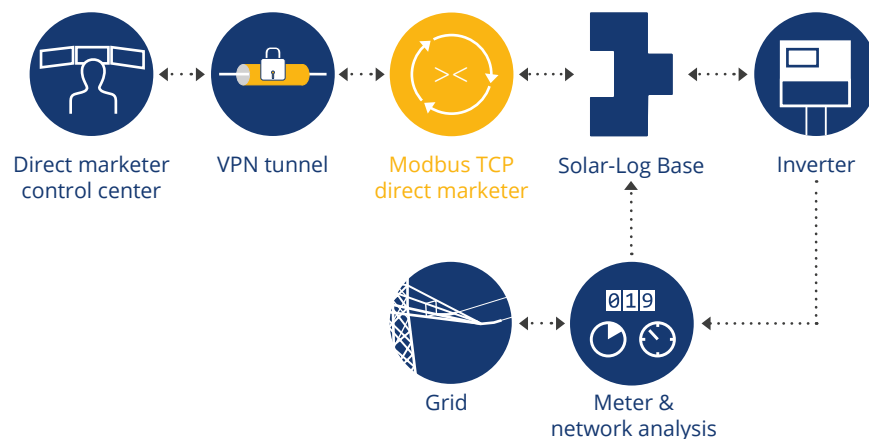 Direct marketer
control center
VPN tunnel
Modbus TCP
direct marketer
Solar-Log Base
Inverter
019
Grid
Meter &
network analysis